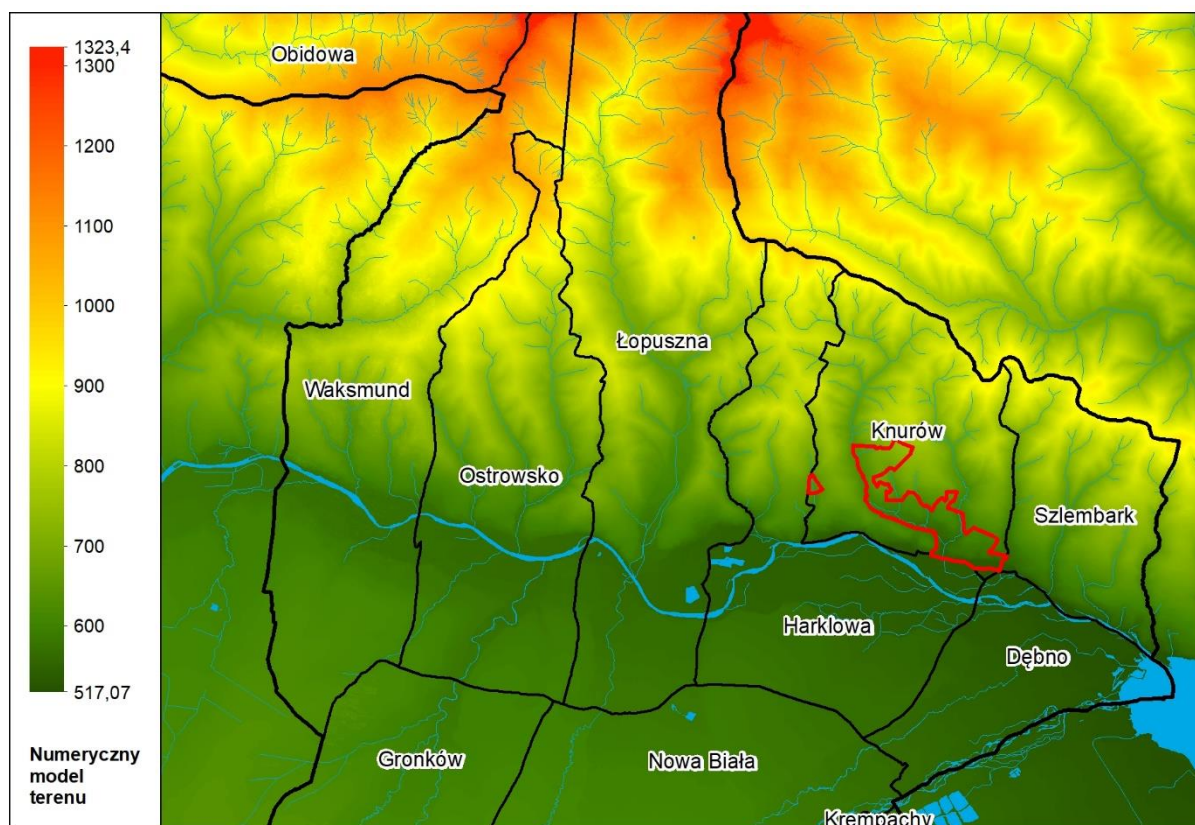 1323,4
1300
1200
1100
1000
900
800
700
600
517,07
Numeryczny
model
terenu
Obidowa
Łopuszna
Waksmund
Knurów
Ostrowsko
Szlembark
Harklowa
Dębno
Gronków
Nowa Biała
Krempachy